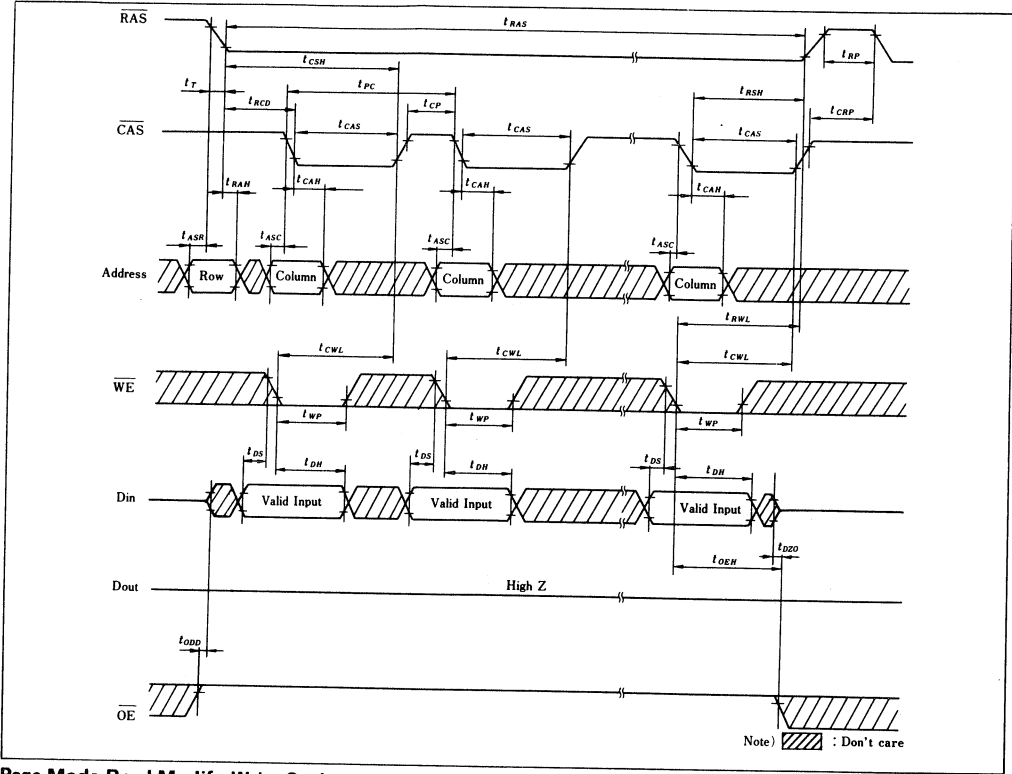 RAS
tRAS
tRP
tCSH
tT
tRCD
tPC
tCP
tRSH
tCRP
CAS
tCAS
tCAS
tCAS
tRAH
tCAH
tCAH
tCAH
tASR
tASC
tASC
tASC
Address
Row
Column
Column
Column
tRWL
tCWL
tCWL
tCWL
WE
tWP
tWP
tWP
tDS
tDH
tDS
tDH
tDS
tDH
Din
Valid Input
Valid Input
Valid Input
tDZO
tOEH
Dout
High Z
tODD
OE
Note) : Don't care